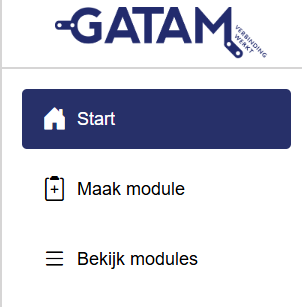 GATAM
VERBINDING
WERKT
Start
Maak module
Bekijk modules